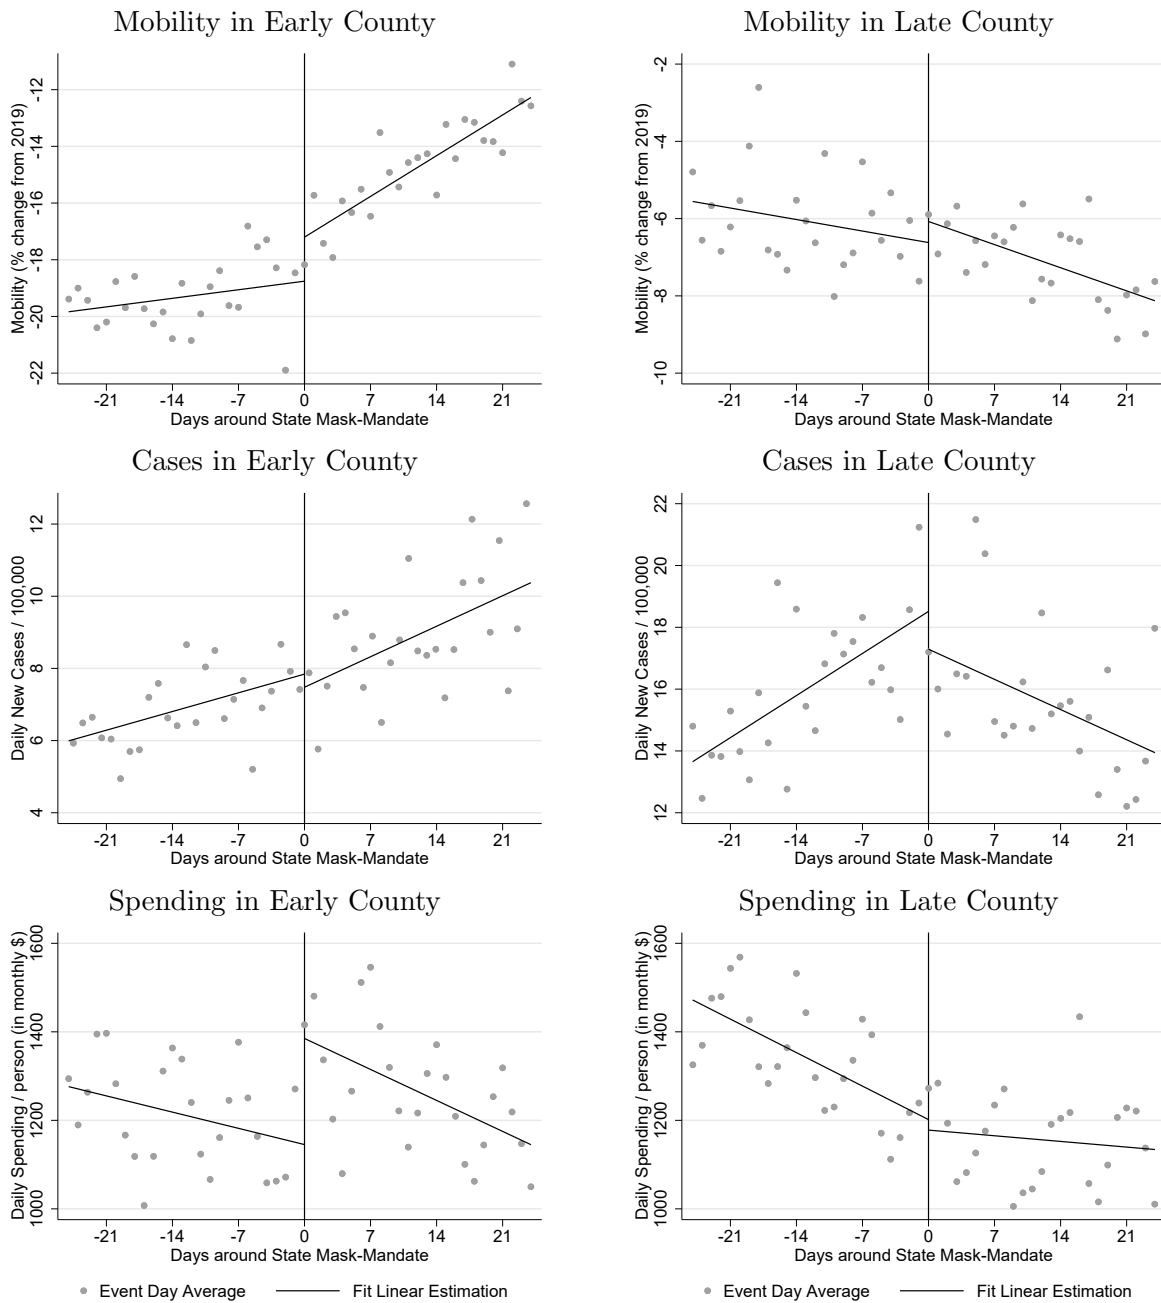 Mobility in Early County
Mobility in Late County
Mobility (% change from 2019)
-12
-14
-16
-18
-20
-22
-21 -14 -7 0 7 14 21
Days around State Mask-Mandate
Mobility (% change from 2019)
-2
-4
-6
-8
-10
-21 -14 -7 0 7 14 21
Days around State Mask-Mandate
Cases in Early County
Cases in Late County
Daily New Cases / 100,000
12
10
8
6
4
-21 -14 -7 0 7 14 21
Days around State Mask-Mandate
Daily New Cases / 100,000
22
20
18
16
14
12
-21 -14 -7 0 7 14 21
Days around State Mask-Mandate
Spending in Early County
Spending in Late County
Daily Spending / person (in monthly $)
1600
1400
1200
1000
-21 -14 -7 0 7 14 21
Days around State Mask-Mandate
Daily Spending / person (in monthly $)
1600
1400
1200
1000
-21 -14 -7 0 7 14 21
Days around State Mask-Mandate
Event Day Average Fit Linear Estimation
Event Day Average Fit Linear Estimation